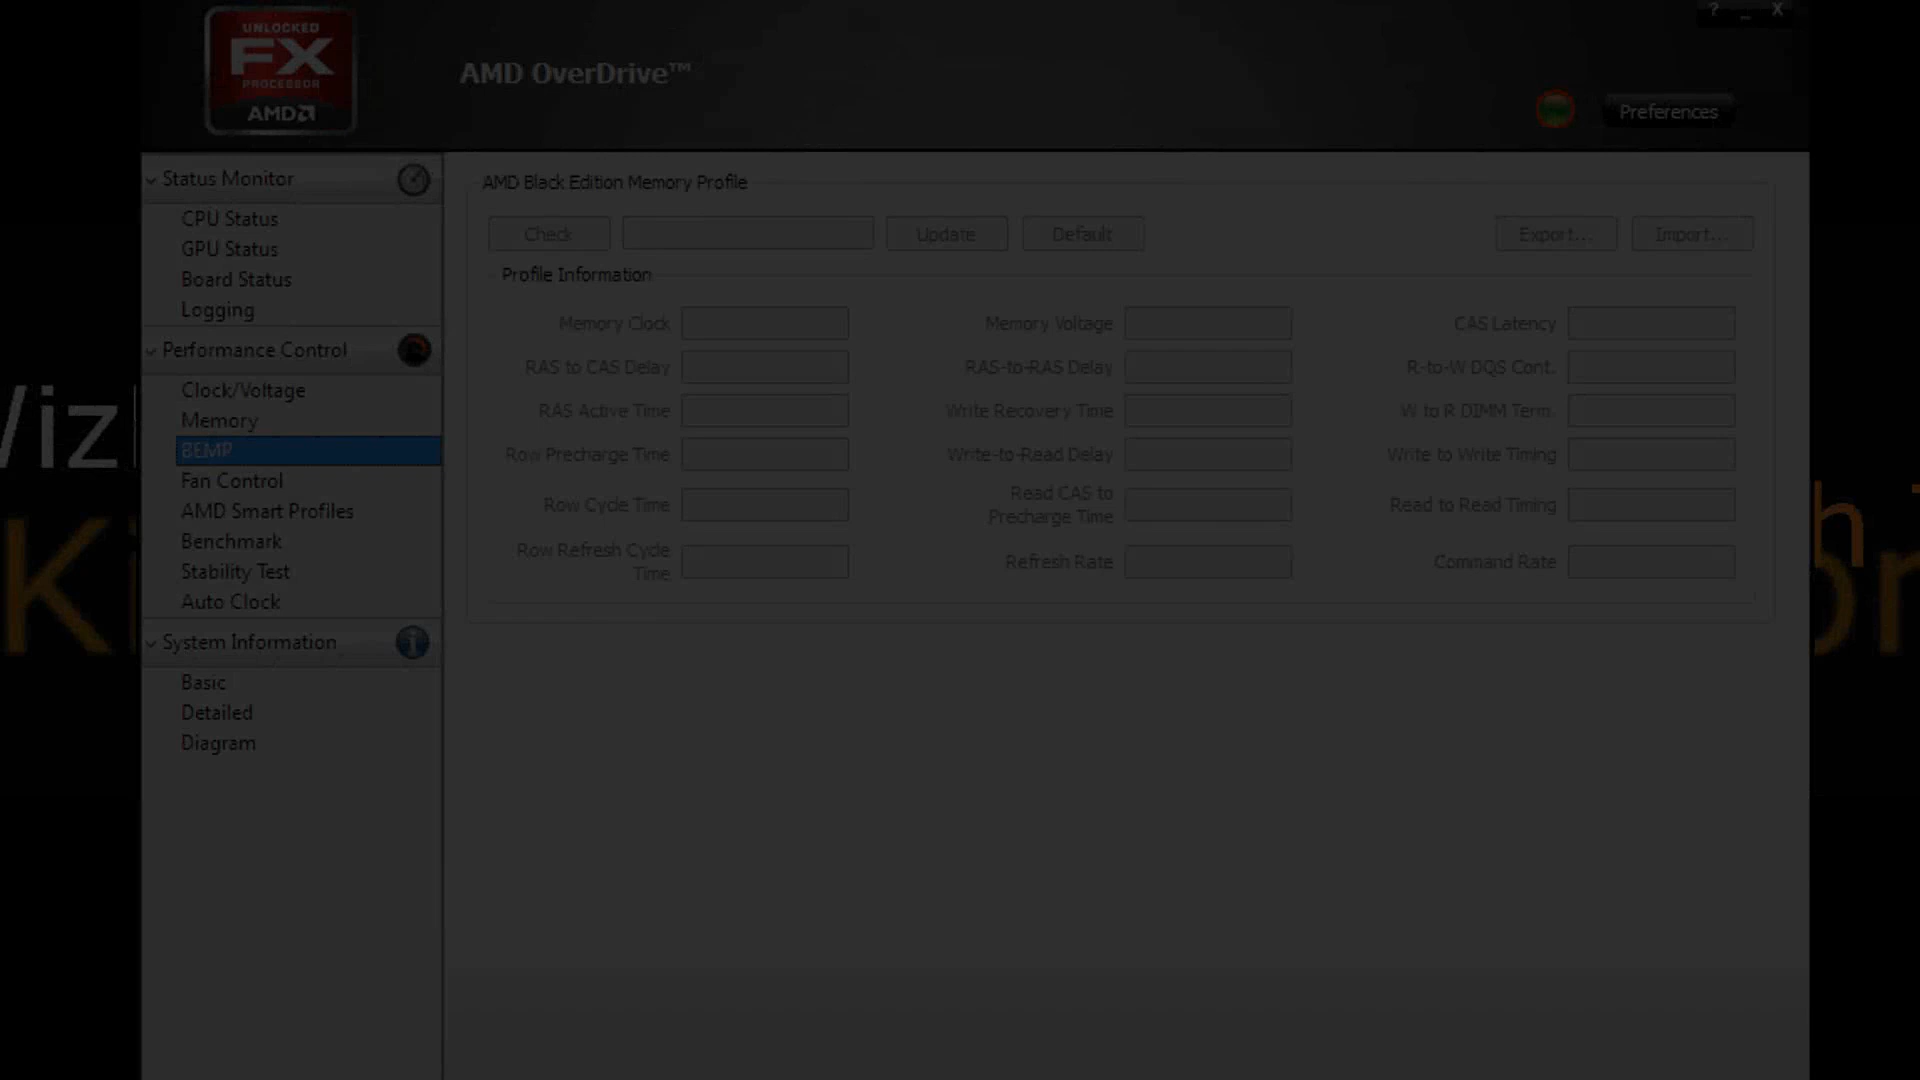 UNLOCKED
FX
PROCESSOR
AMD
AMD OverDrive™
? _ X
Preferences
Status Monitor
CPU Status
GPU Status
Board Status
Logging
Performance Control
Clock/Voltage
Memory
BEMP
Fan Control
AMD Smart Profiles
Benchmark
Stability Test
Auto Clock
System Information
Basic
Detailed
Diagram
AMD Black Edition Memory Profile
Check
Update
Default
Export...
Import...
Profile Information
Memory Clock
Memory Voltage
CAS Latency
RAS to CAS Delay
RAS-to-RAS Delay
R-to-W DQS Cont.
RAS Active Time
Write Recovery Time
W to R DIMM Term.
Row Precharge Time
Write-to-Read Delay
Write to Write Timing
Row Cycle Time
Read CAS to
Precharge Time
Read to Read Timing
Row Refresh Cycle
Time
Refresh Rate
Command Rate